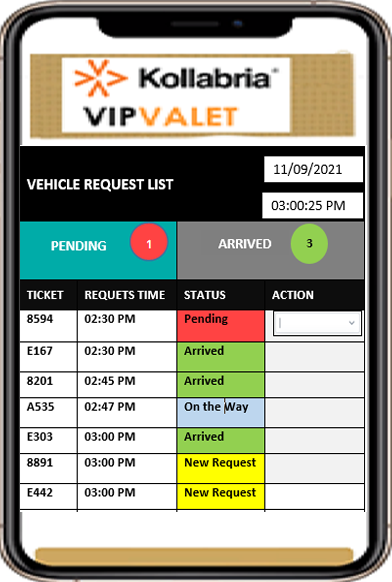 Kollabria
VIPVALET
11/09/2021
VEHICLE REQUEST LIST
03:00:25 PM
PENDING 1 ARRIVED 3
TICKET REQUETS TIME STATUS ACTION
8594 02:30 PM Pending
E167 02:30 PM Arrived
8201 02:45 PM Arrived
A535 02:47 PM On the Way
E303 03:00 PM Arrived
8891 03:00 PM New Request
E442 03:00 PM New Request